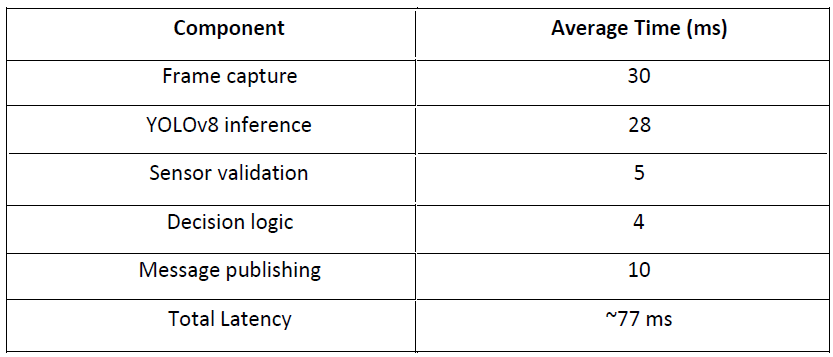 Component Average Time (ms)
Frame capture 30
YOLOv8 inference 28
Sensor validation 5
Decision logic 4
Message publishing 10
Total Latency ~77 ms